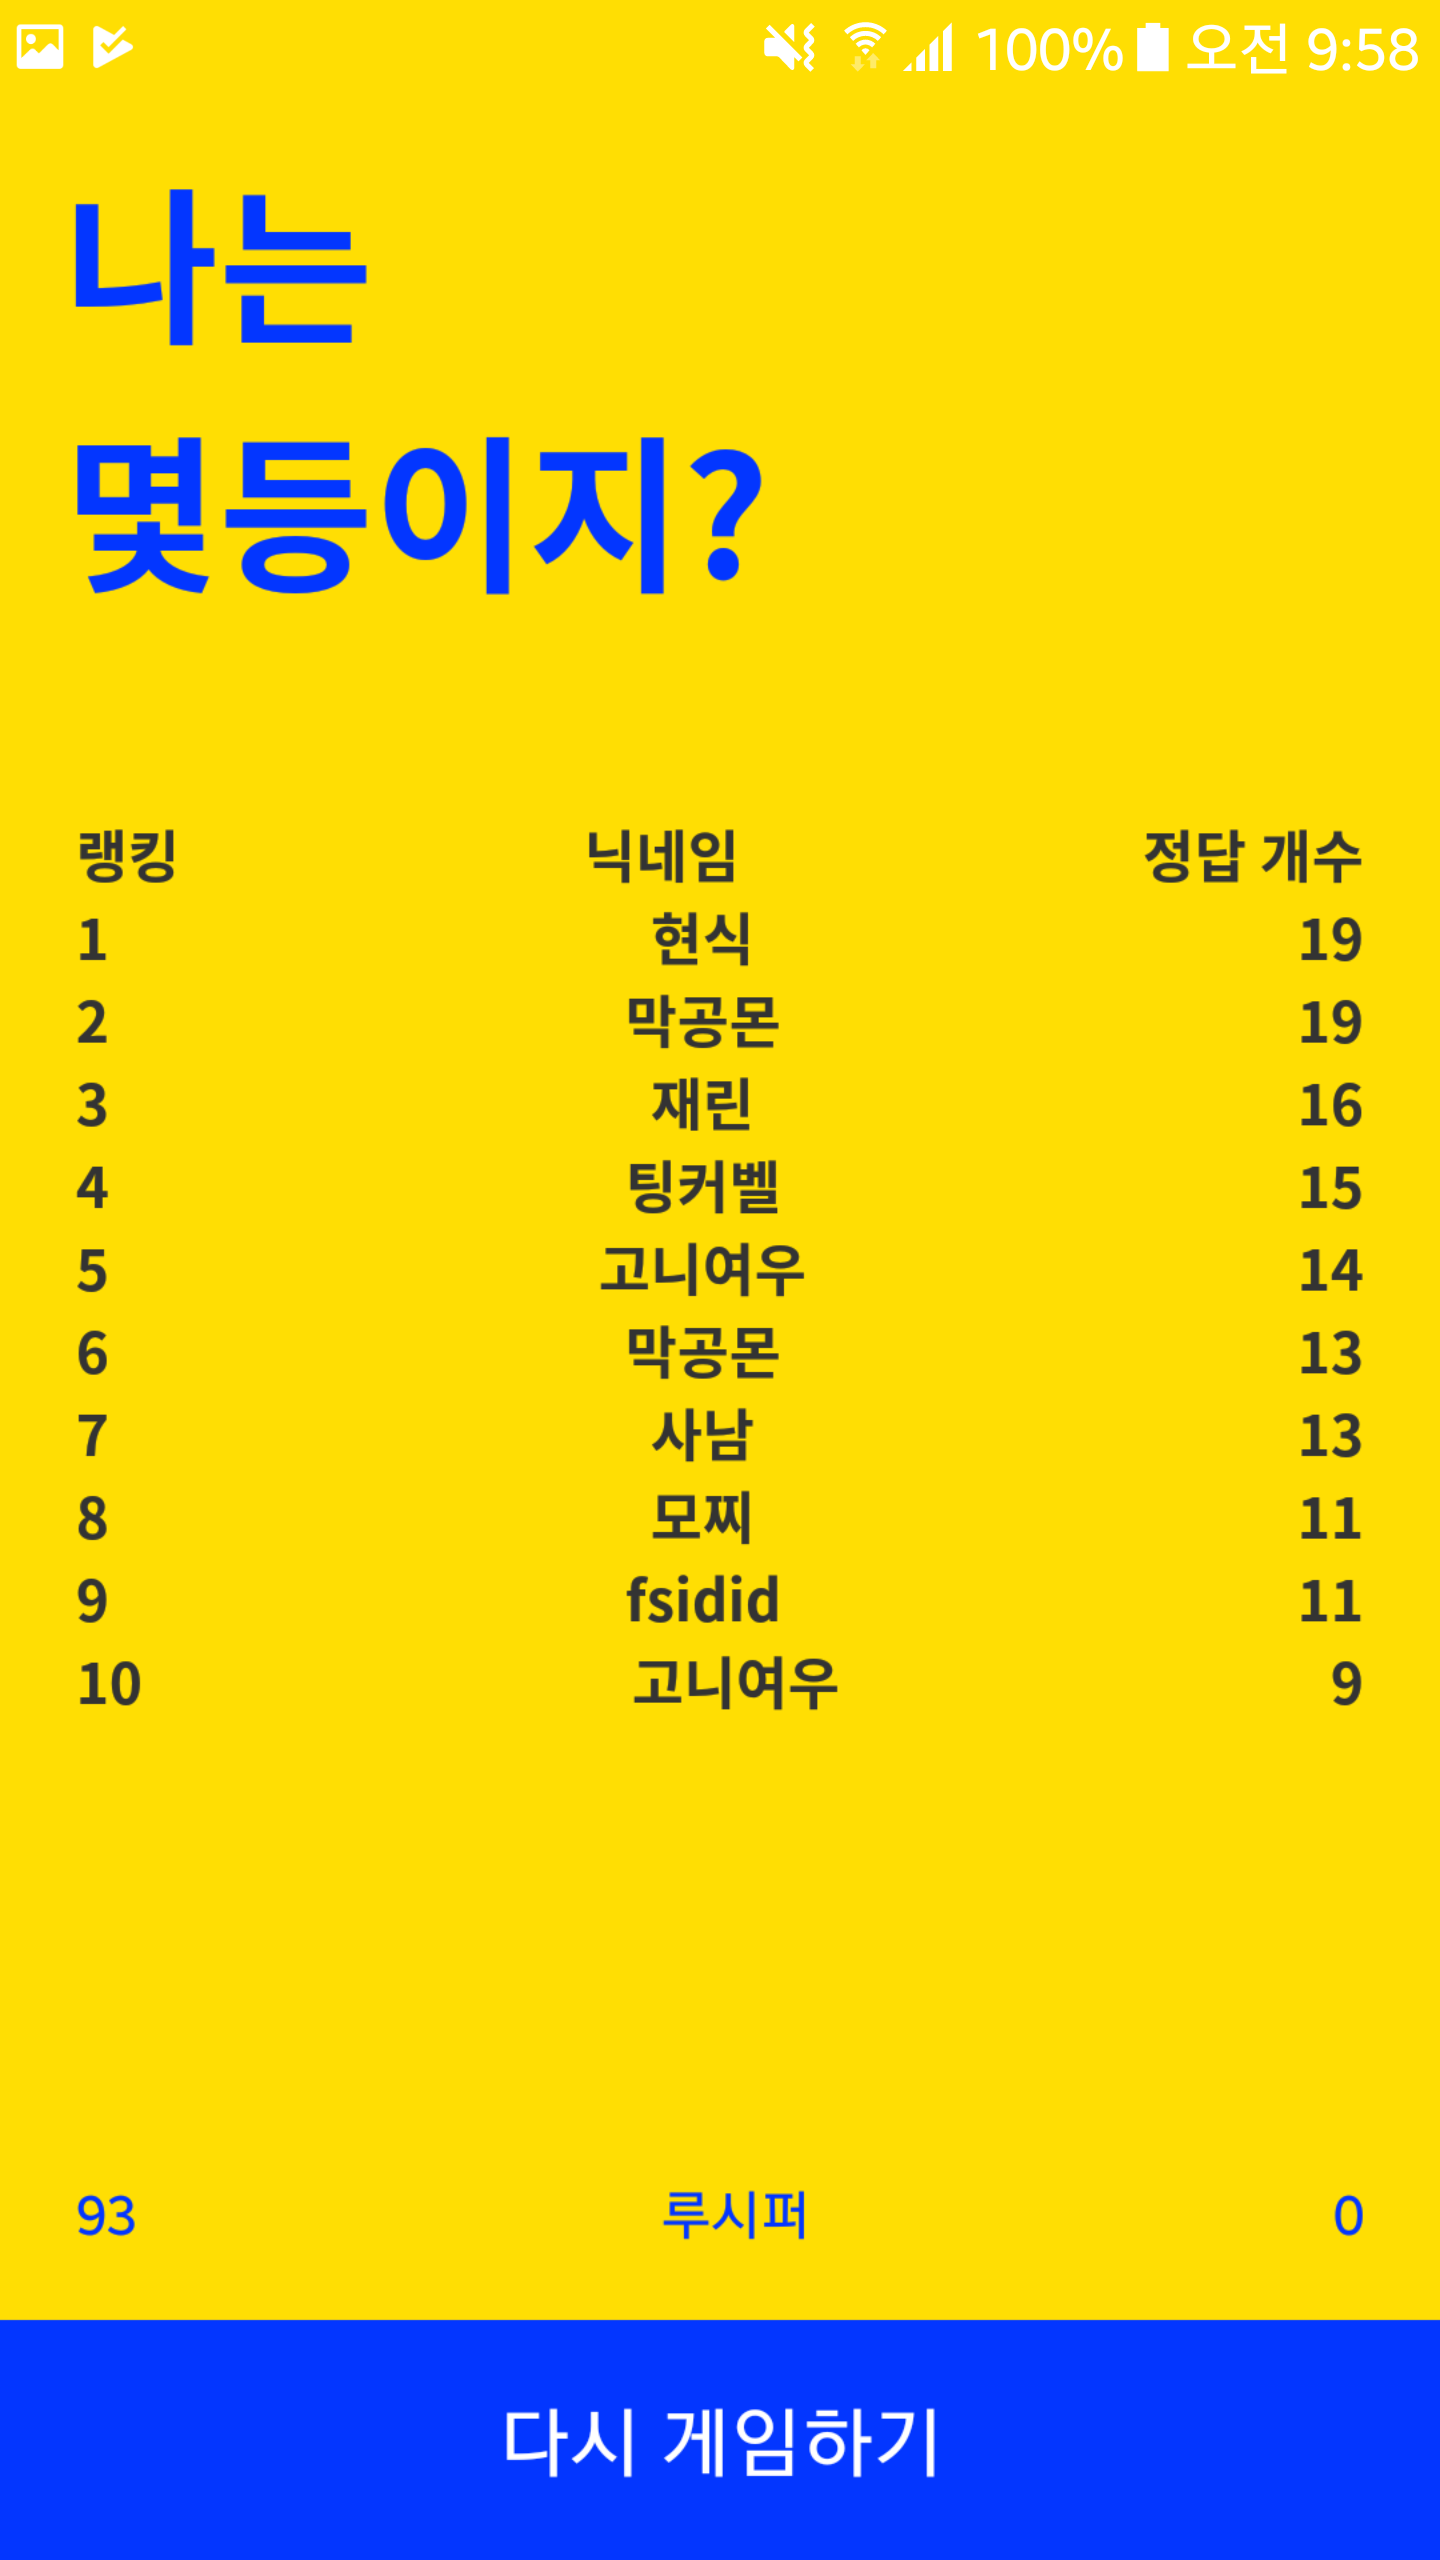 100% 오전 9:58
나는
몇등이지?
랭킹 닉네임 정답 개수
1 현식 19
2 막공몬 19
3 재린 16
4 팅커벨 15
5 고니여우 14
6 막공몬 13
7 사남 13
8 모찌 11
9 fsidid 11
10 고니여우 9
93 루시퍼 0
다시 게임하기